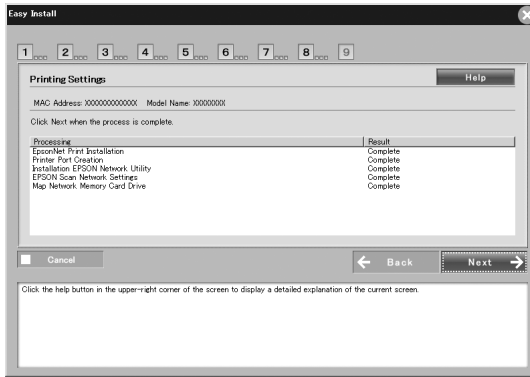 Easy Install
1 2 3 4 5 6 7 8 9
Printing Settings
Help
MAC Address: XXXXXXXXXXXX Model Name: XXXXXXXX
Click Next when the process is complete.
Processing Result
EpsonNet Print Installation Complete
Printer Port Creation Complete
Installation EPSON Network Utility Complete
EPSON Scan Network Settings Complete
Map Network Memory Card Drive Complete
Cancel
Back
Next
Click the help button in the upper-right corner of the screen to display a detailed explanation of the current screen.